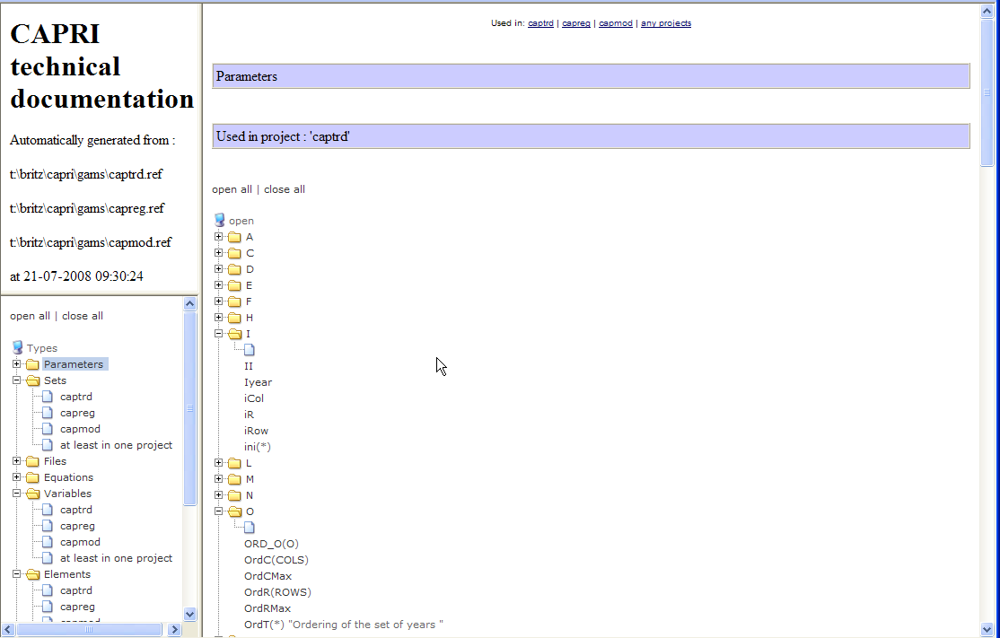 CAPRI
technical
documentation
Automatically generated from :
t:\britz\capri\gams\captrd.ref
t:\britz\capri\gams\capreg.ref
t:\britz\capri\gams\capmod.ref
at 21-07-2008 09:30:24
open all | close all
Types
Parameters
Sets
captrd
capreg
capmod
at least in one project
Files
Equations
Variables
captrd
capreg
capmod
at least in one project
Elements
captrd
capreg
capmod
Used in: captrd | capreg | capmod | any projects
Parameters
Used in project : 'captrd'
open all | close all
open
A
C
D
E
F
H
I
II
Iyear
iCol
iR
iRow
ini(*)
L
M
N
O
ORD_O(O)
OrdC(COLS)
OrdCMax
OrdR(ROWS)
OrdRMax
OrdT(*) "Ordering of the set of years "